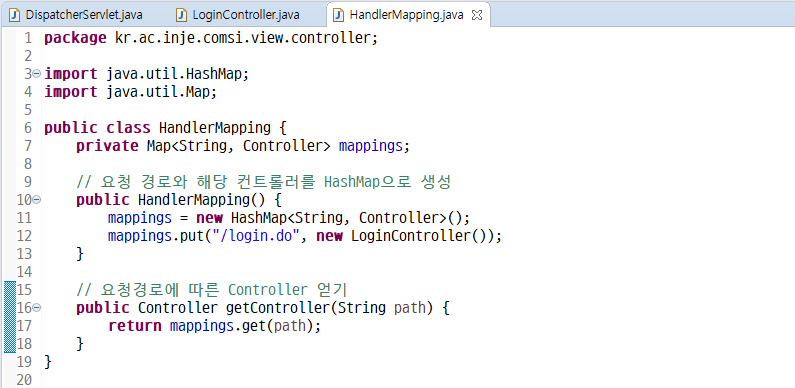 DispatcherServlet.java LoginController.java HandlerMapping.java
1 package kr.ac.inje.comsi.view.controller;
2
3 import java.util.HashMap;
4 import java.util.Map;
5
6 public class HandlerMapping {
7     private Map<String, Controller> mappings;
8
9     // 요청 경로와 해당 컨트롤러를 HashMap으로 생성
10     public HandlerMapping() {
11         mappings = new HashMap<String, Controller>();
12         mappings.put("/login.do", new LoginController());
13     }
14
15     // 요청경로에 따른 Controller 얻기
16     public Controller getController(String path) {
17         return mappings.get(path);
18     }
19 }
20